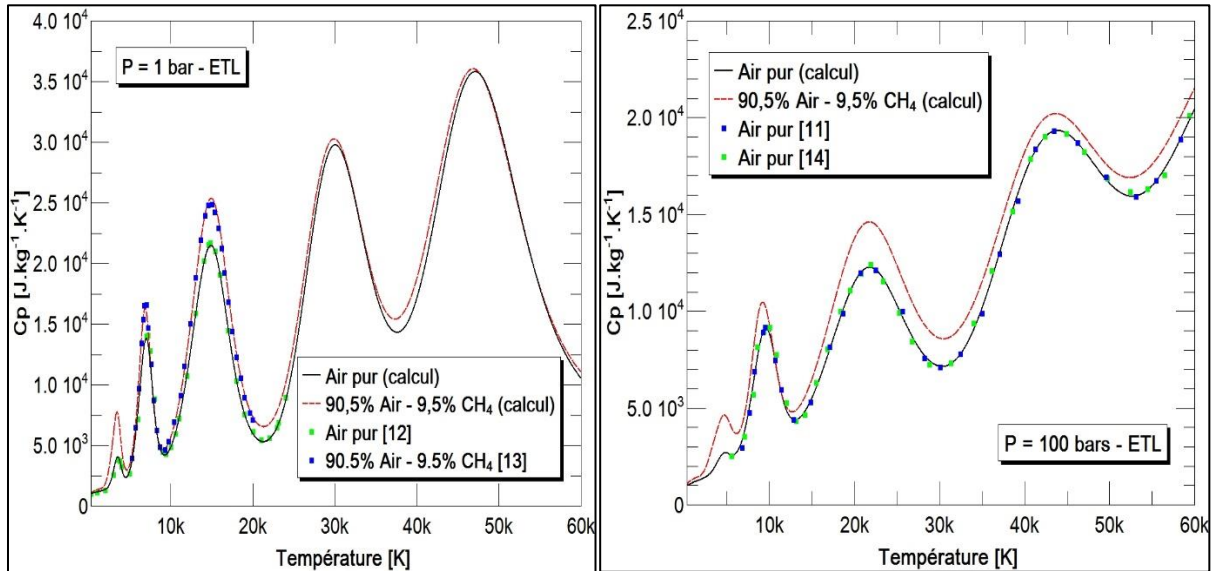 4.0 10⁴
3.5 10⁴
3.0 10⁴
2.5 10⁴
2.0 10⁴
1.5 10⁴
1.0 10⁴
5.0 10³
0
Cp [J.kg⁻¹.K⁻¹]
P = 1 bar - ETL
Air pur (calcul)
90,5% Air - 9,5% CH₄ (calcul)
Air pur [12]
90.5% Air - 9.5% CH₄ [13]
10k 20k 30k 40k 50k 60k
Température [K]
2.5 10⁴
2.0 10⁴
1.5 10⁴
1.0 10⁴
5.0 10³
0
Cp [J.kg⁻¹.K⁻¹]
Air pur (calcul)
90,5% Air - 9,5% CH₄ (calcul)
Air pur [11]
Air pur [14]
P = 100 bars - ETL
10k 20k 30k 40k 50k 60k
Température [K]